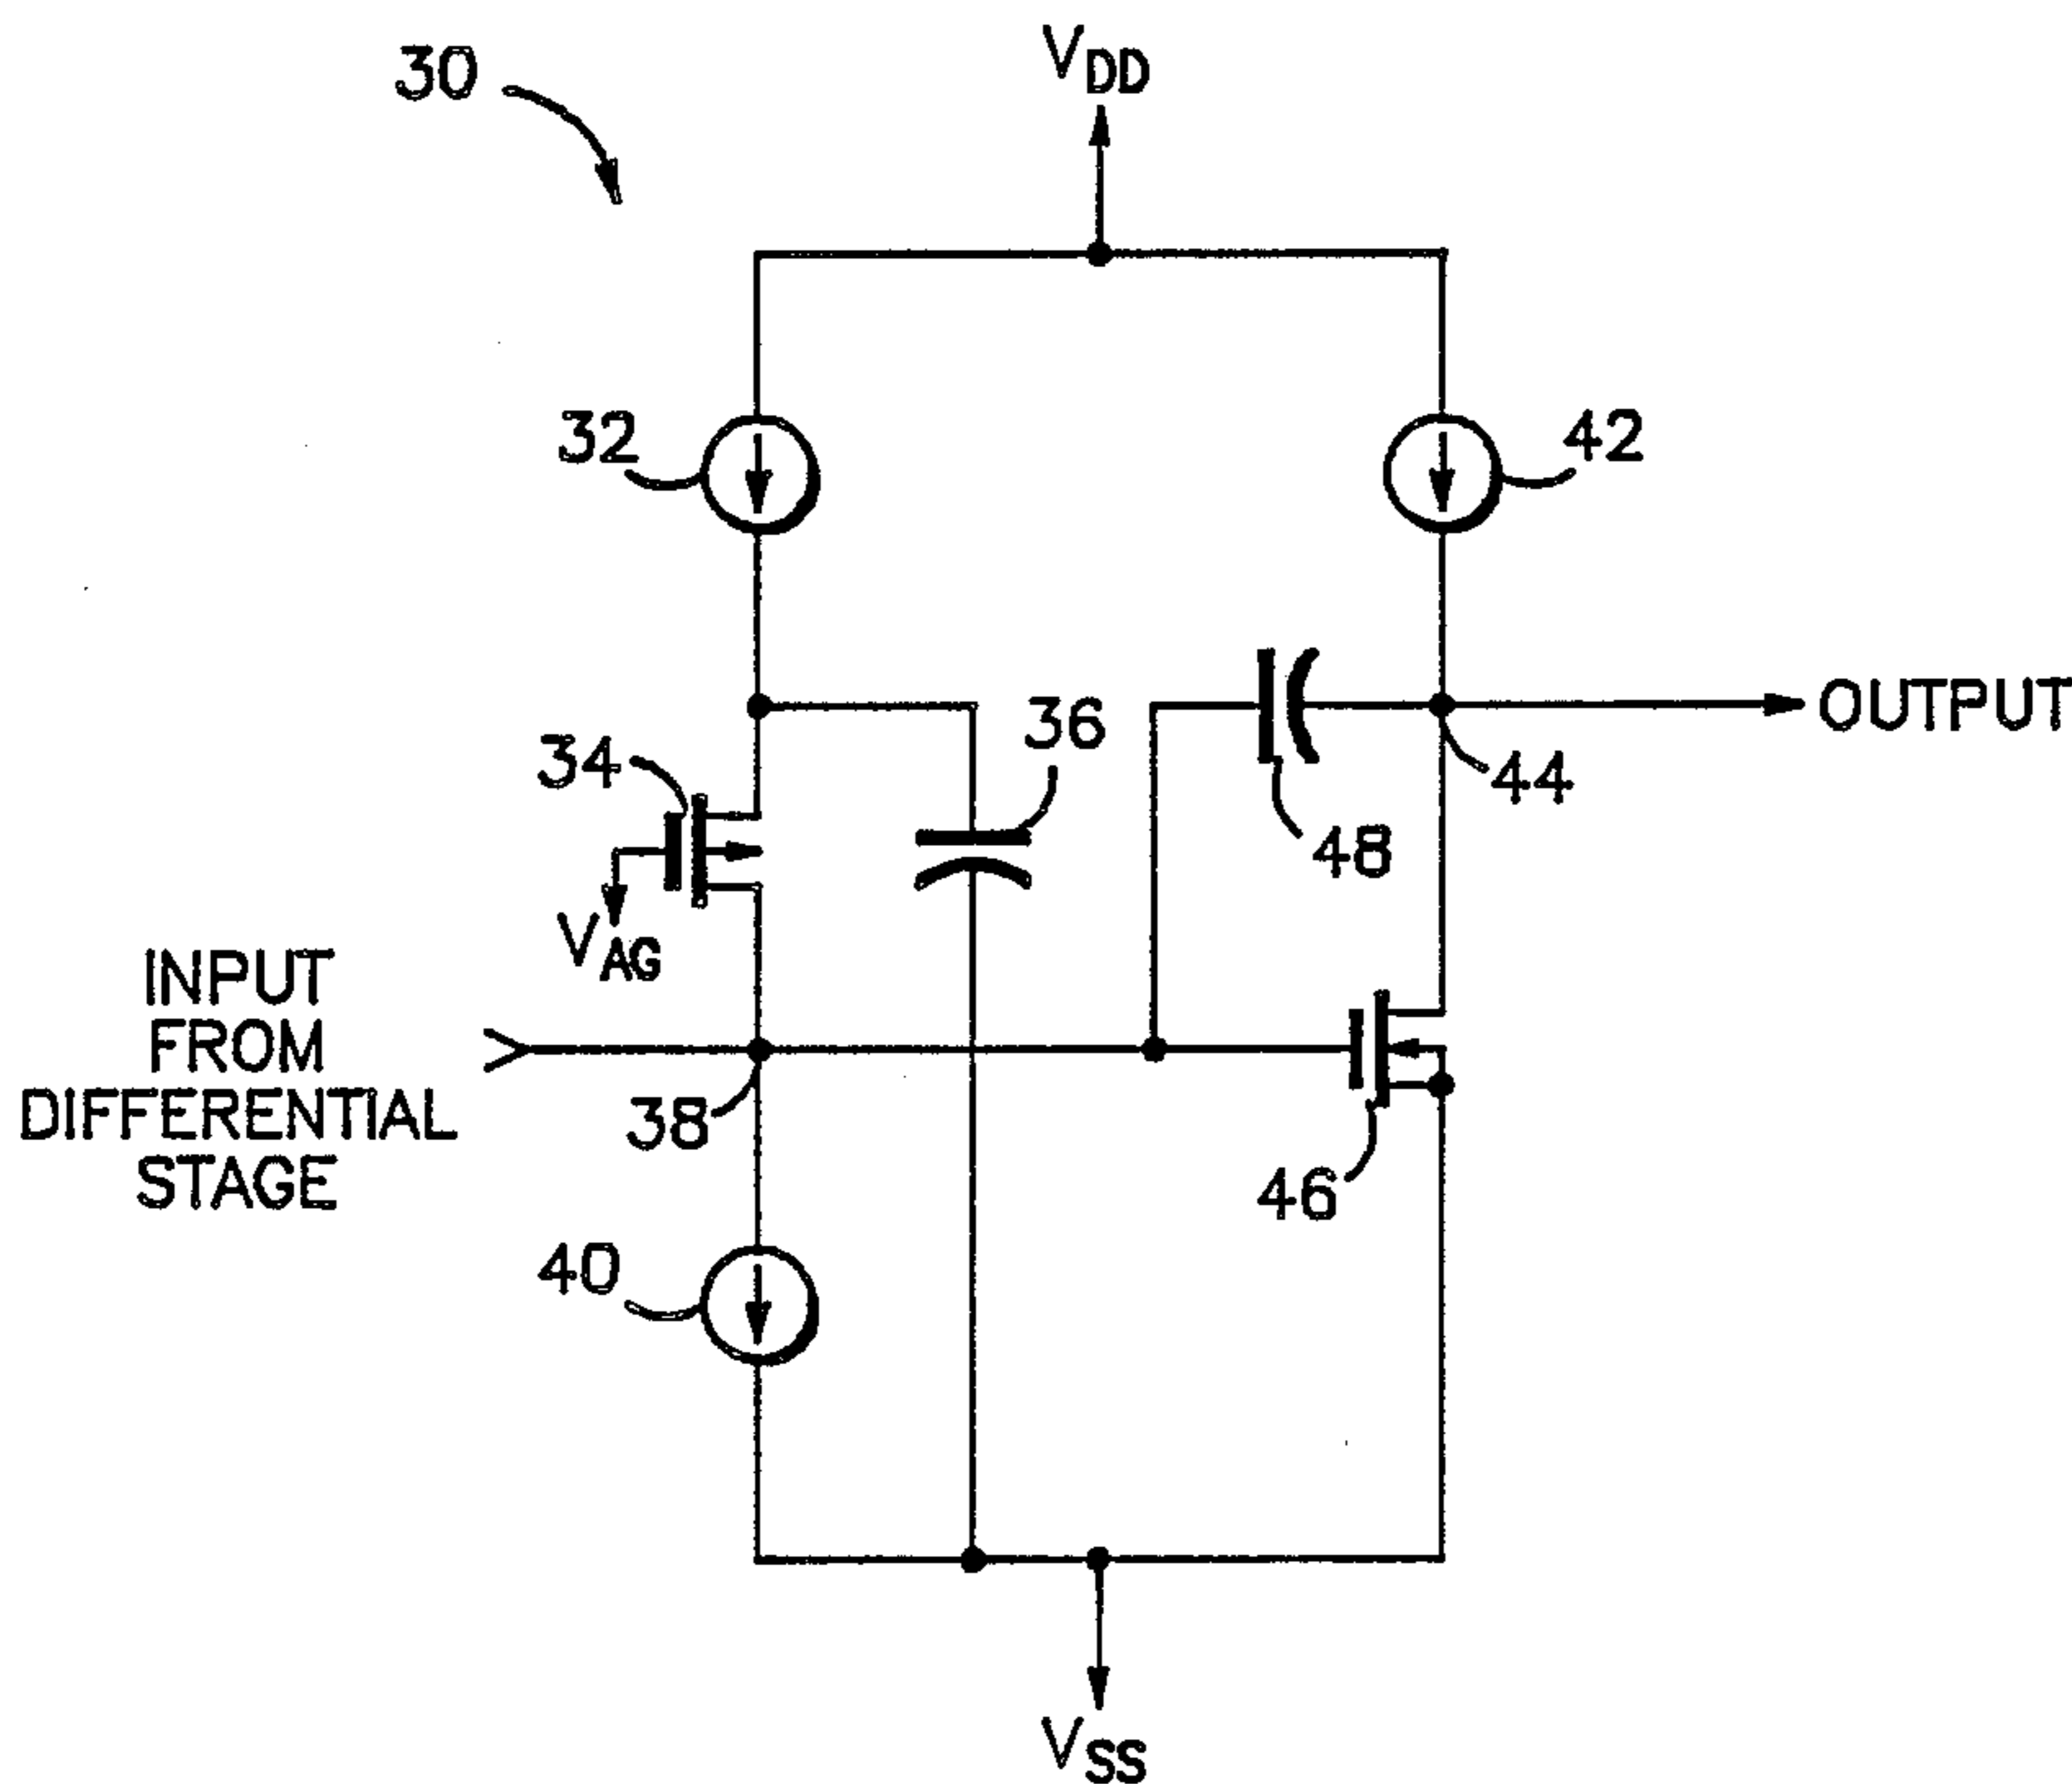 30
VDD
32
42
36
OUTPUT
34
44
48
VAG
INPUT
FROM
DIFFERENTIAL
STAGE
38
46
40
VSS